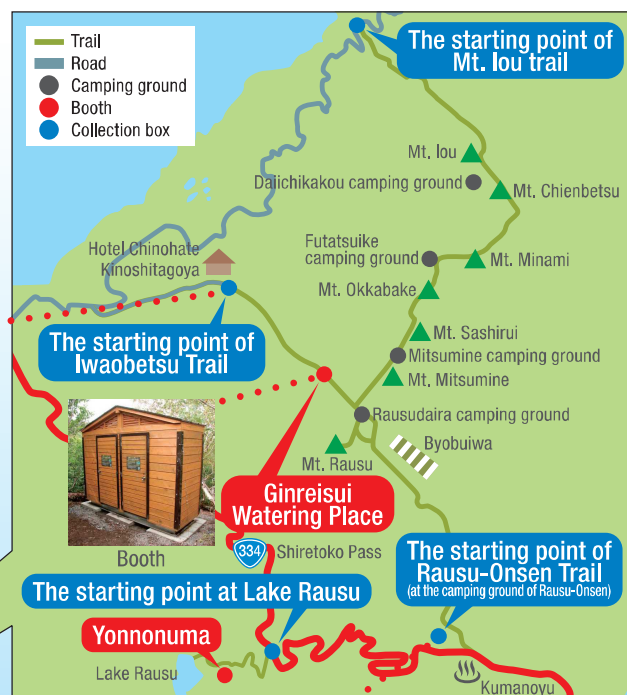 Trail
Road
Camping ground
Booth
Collection box
The starting point of
Mt. Iou trail
Mt. Iou
Daiichikakou camping ground
Mt. Chienbetsu
Hotel Chinohate
Kinoshitagoya
Futatsuike
camping ground
Mt. Minami
Mt. Okkabake
The starting point of
Iwaobetsu Trail
Mt. Sashirui
Mitsumine camping ground
Mt. Mitsumine
Rausudaira camping ground
Byobuiwa
Mt. Rausu
Ginreisui
Watering Place
Booth
334
Shiretoko Pass
The starting point of
Rausu-Onsen Trail
(at the camping ground of Rausu-Onsen)
The starting point at Lake Rausu
Yonnonuma
Lake Rausu
Kumanoyu